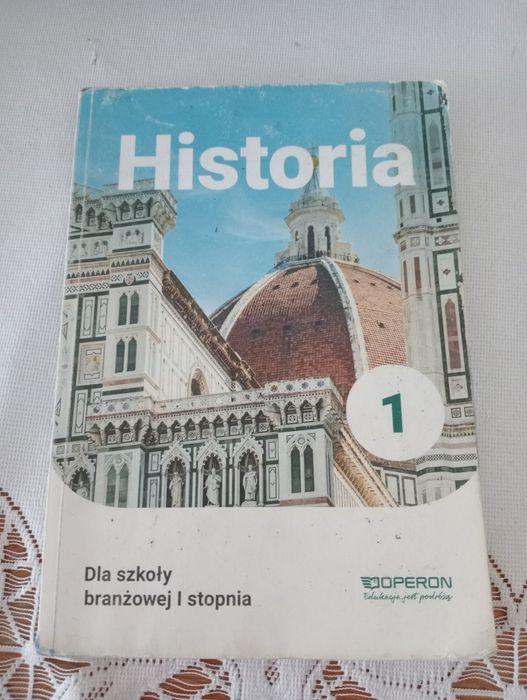 Historia
1
Dla szkoły
branżowej I stopnia
OPERON
Edukacja jest podróżą